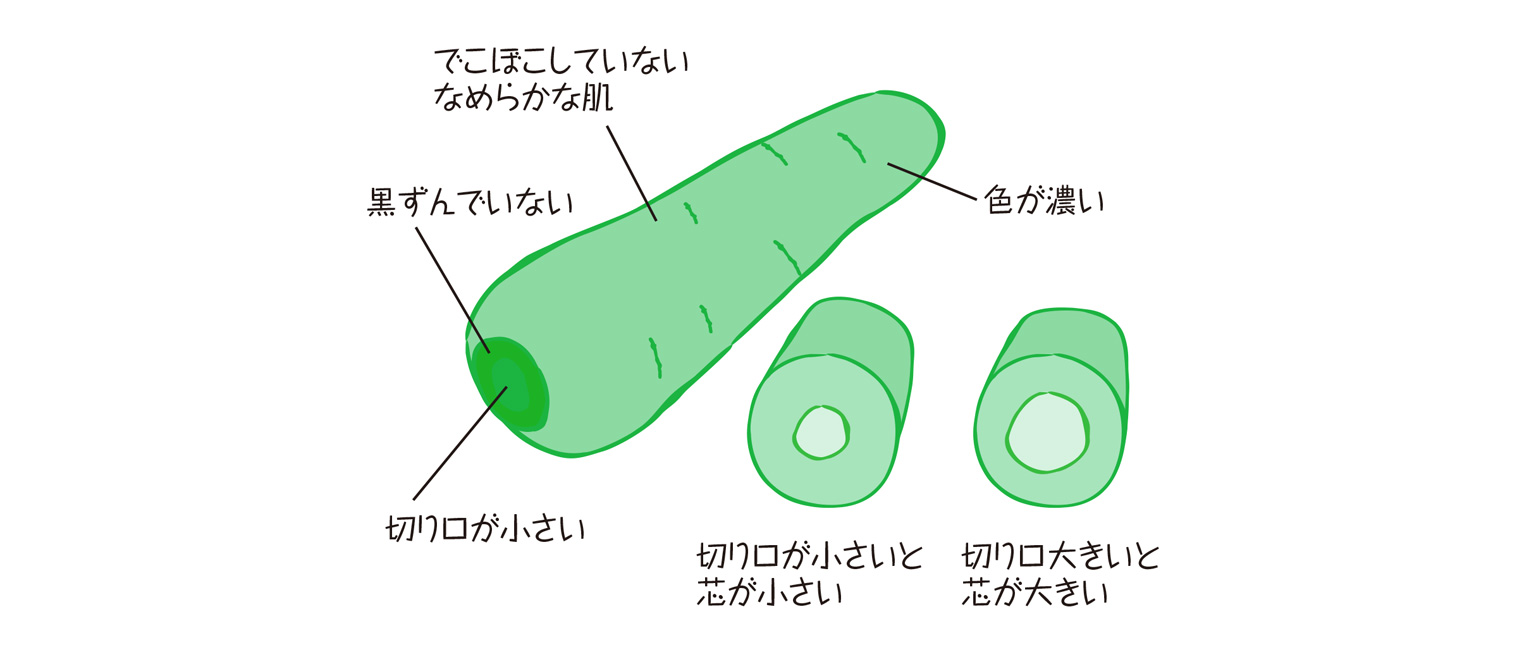 でこぼこしていない
なめらかな肌
黒ずんでいない
色が濃い
切り口が小さい
切り口が小さいと
芯が小さい
切り口大きいと
芯が大きい